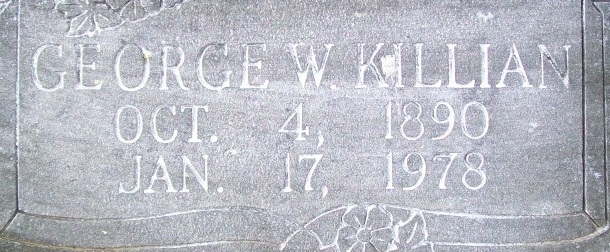 GEORGE W. KILLIAN
OCT. 4, 1890
JAN. 17, 1978